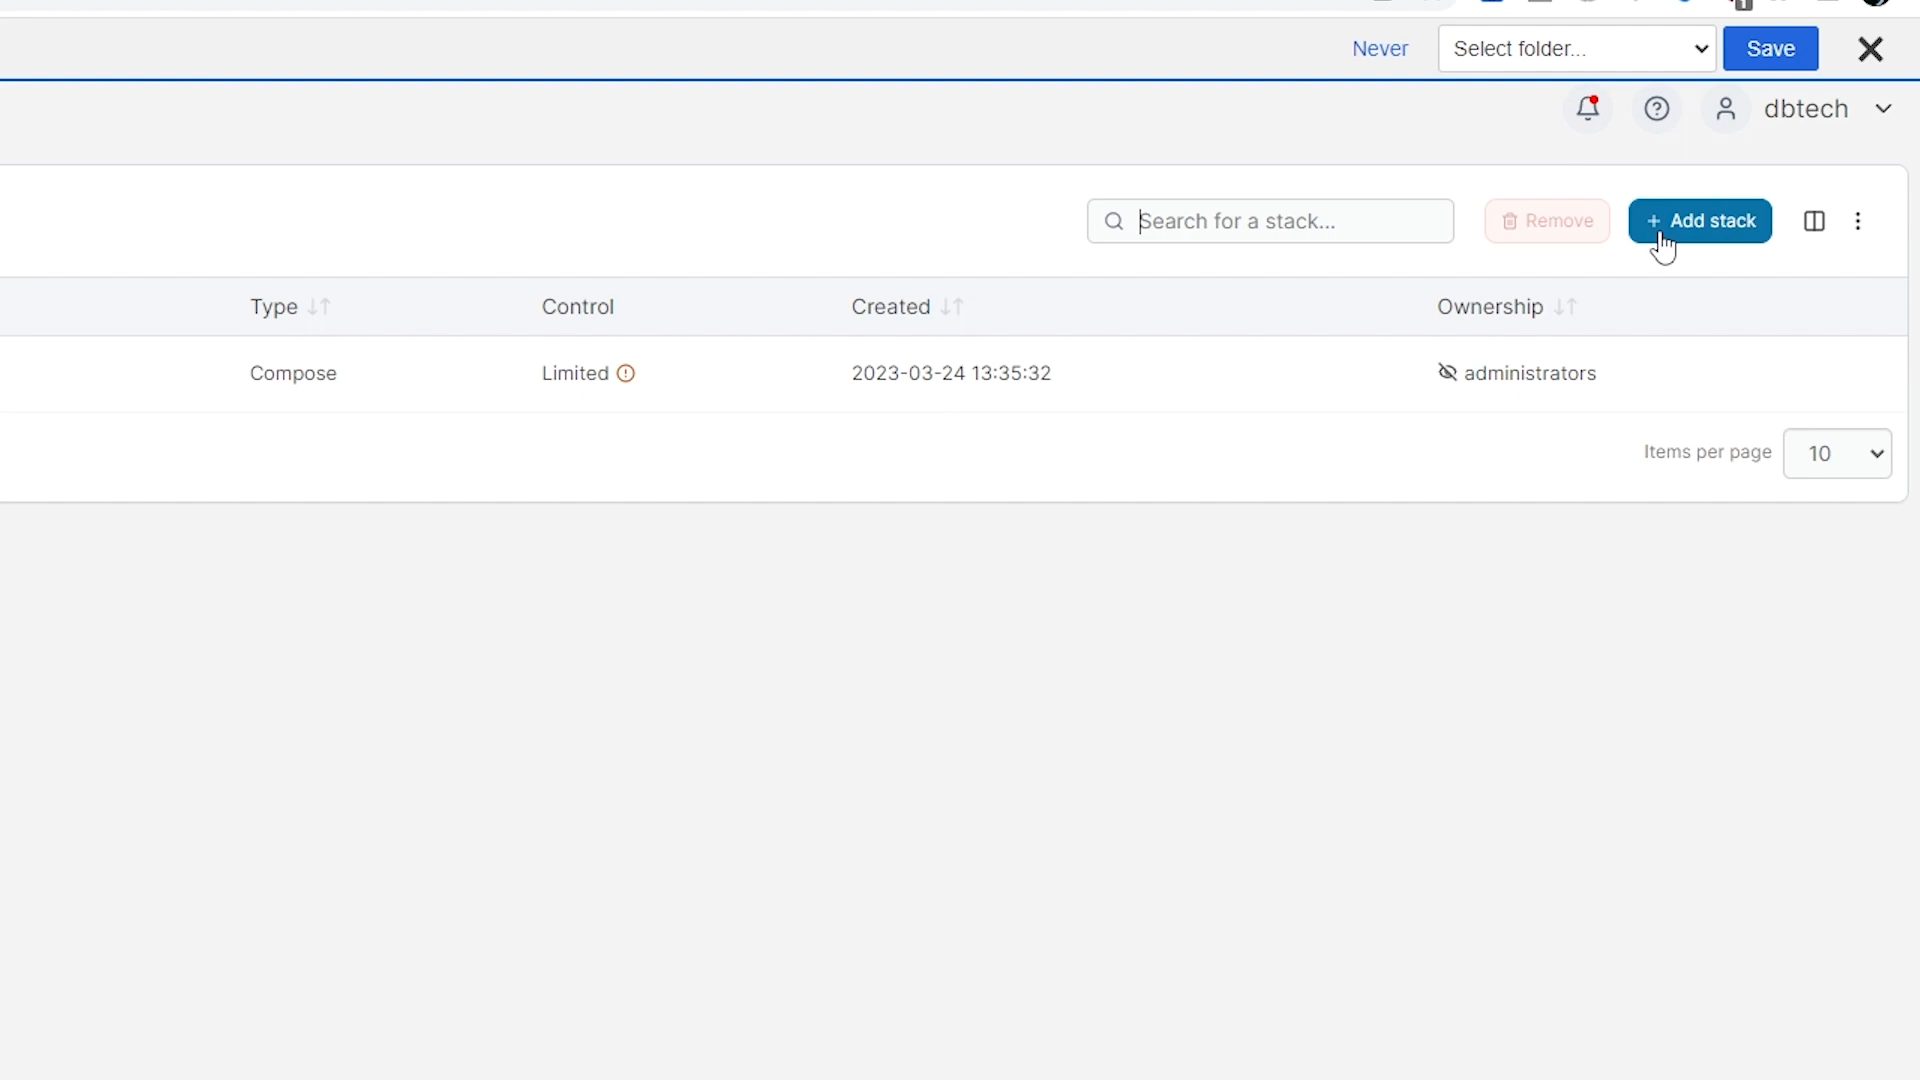 Never Select folder... Save
dbtech
Search for a stack... Remove + Add stack
Type Control Created Ownership
Compose Limited 2023-03-24 13:35:32 administrators
Items per page 10